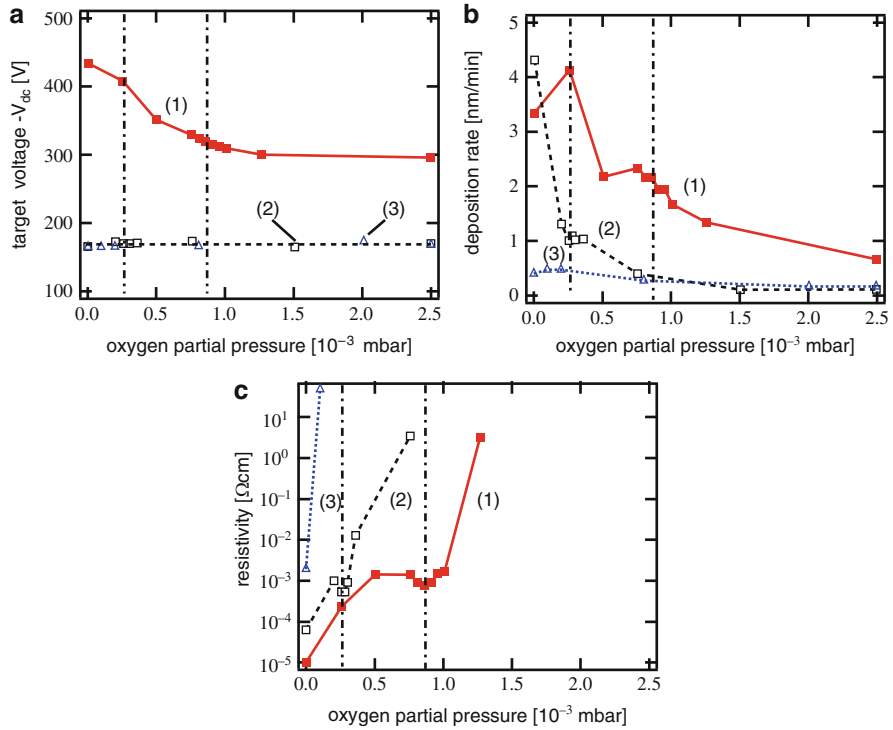 a
500
400
300
200
100
target voltage -V_dc [V]
(1)
(2)
(3)
0.0 0.5 1.0 1.5 2.0 2.5
oxygen partial pressure [10⁻³ mbar]
b
5
4
3
2
1
0
deposition rate [nm/min]
(1)
(2)
(3)
0.0 0.5 1.0 1.5 2.0 2.5
oxygen partial pressure [10⁻³ mbar]
c
10¹
10⁰
10⁻¹
10⁻²
10⁻³
10⁻⁴
10⁻⁵
resistivity [Ωcm]
(3)
(2)
(1)
0.0 0.5 1.0 1.5 2.0 2.5
oxygen partial pressure [10⁻³ mbar]